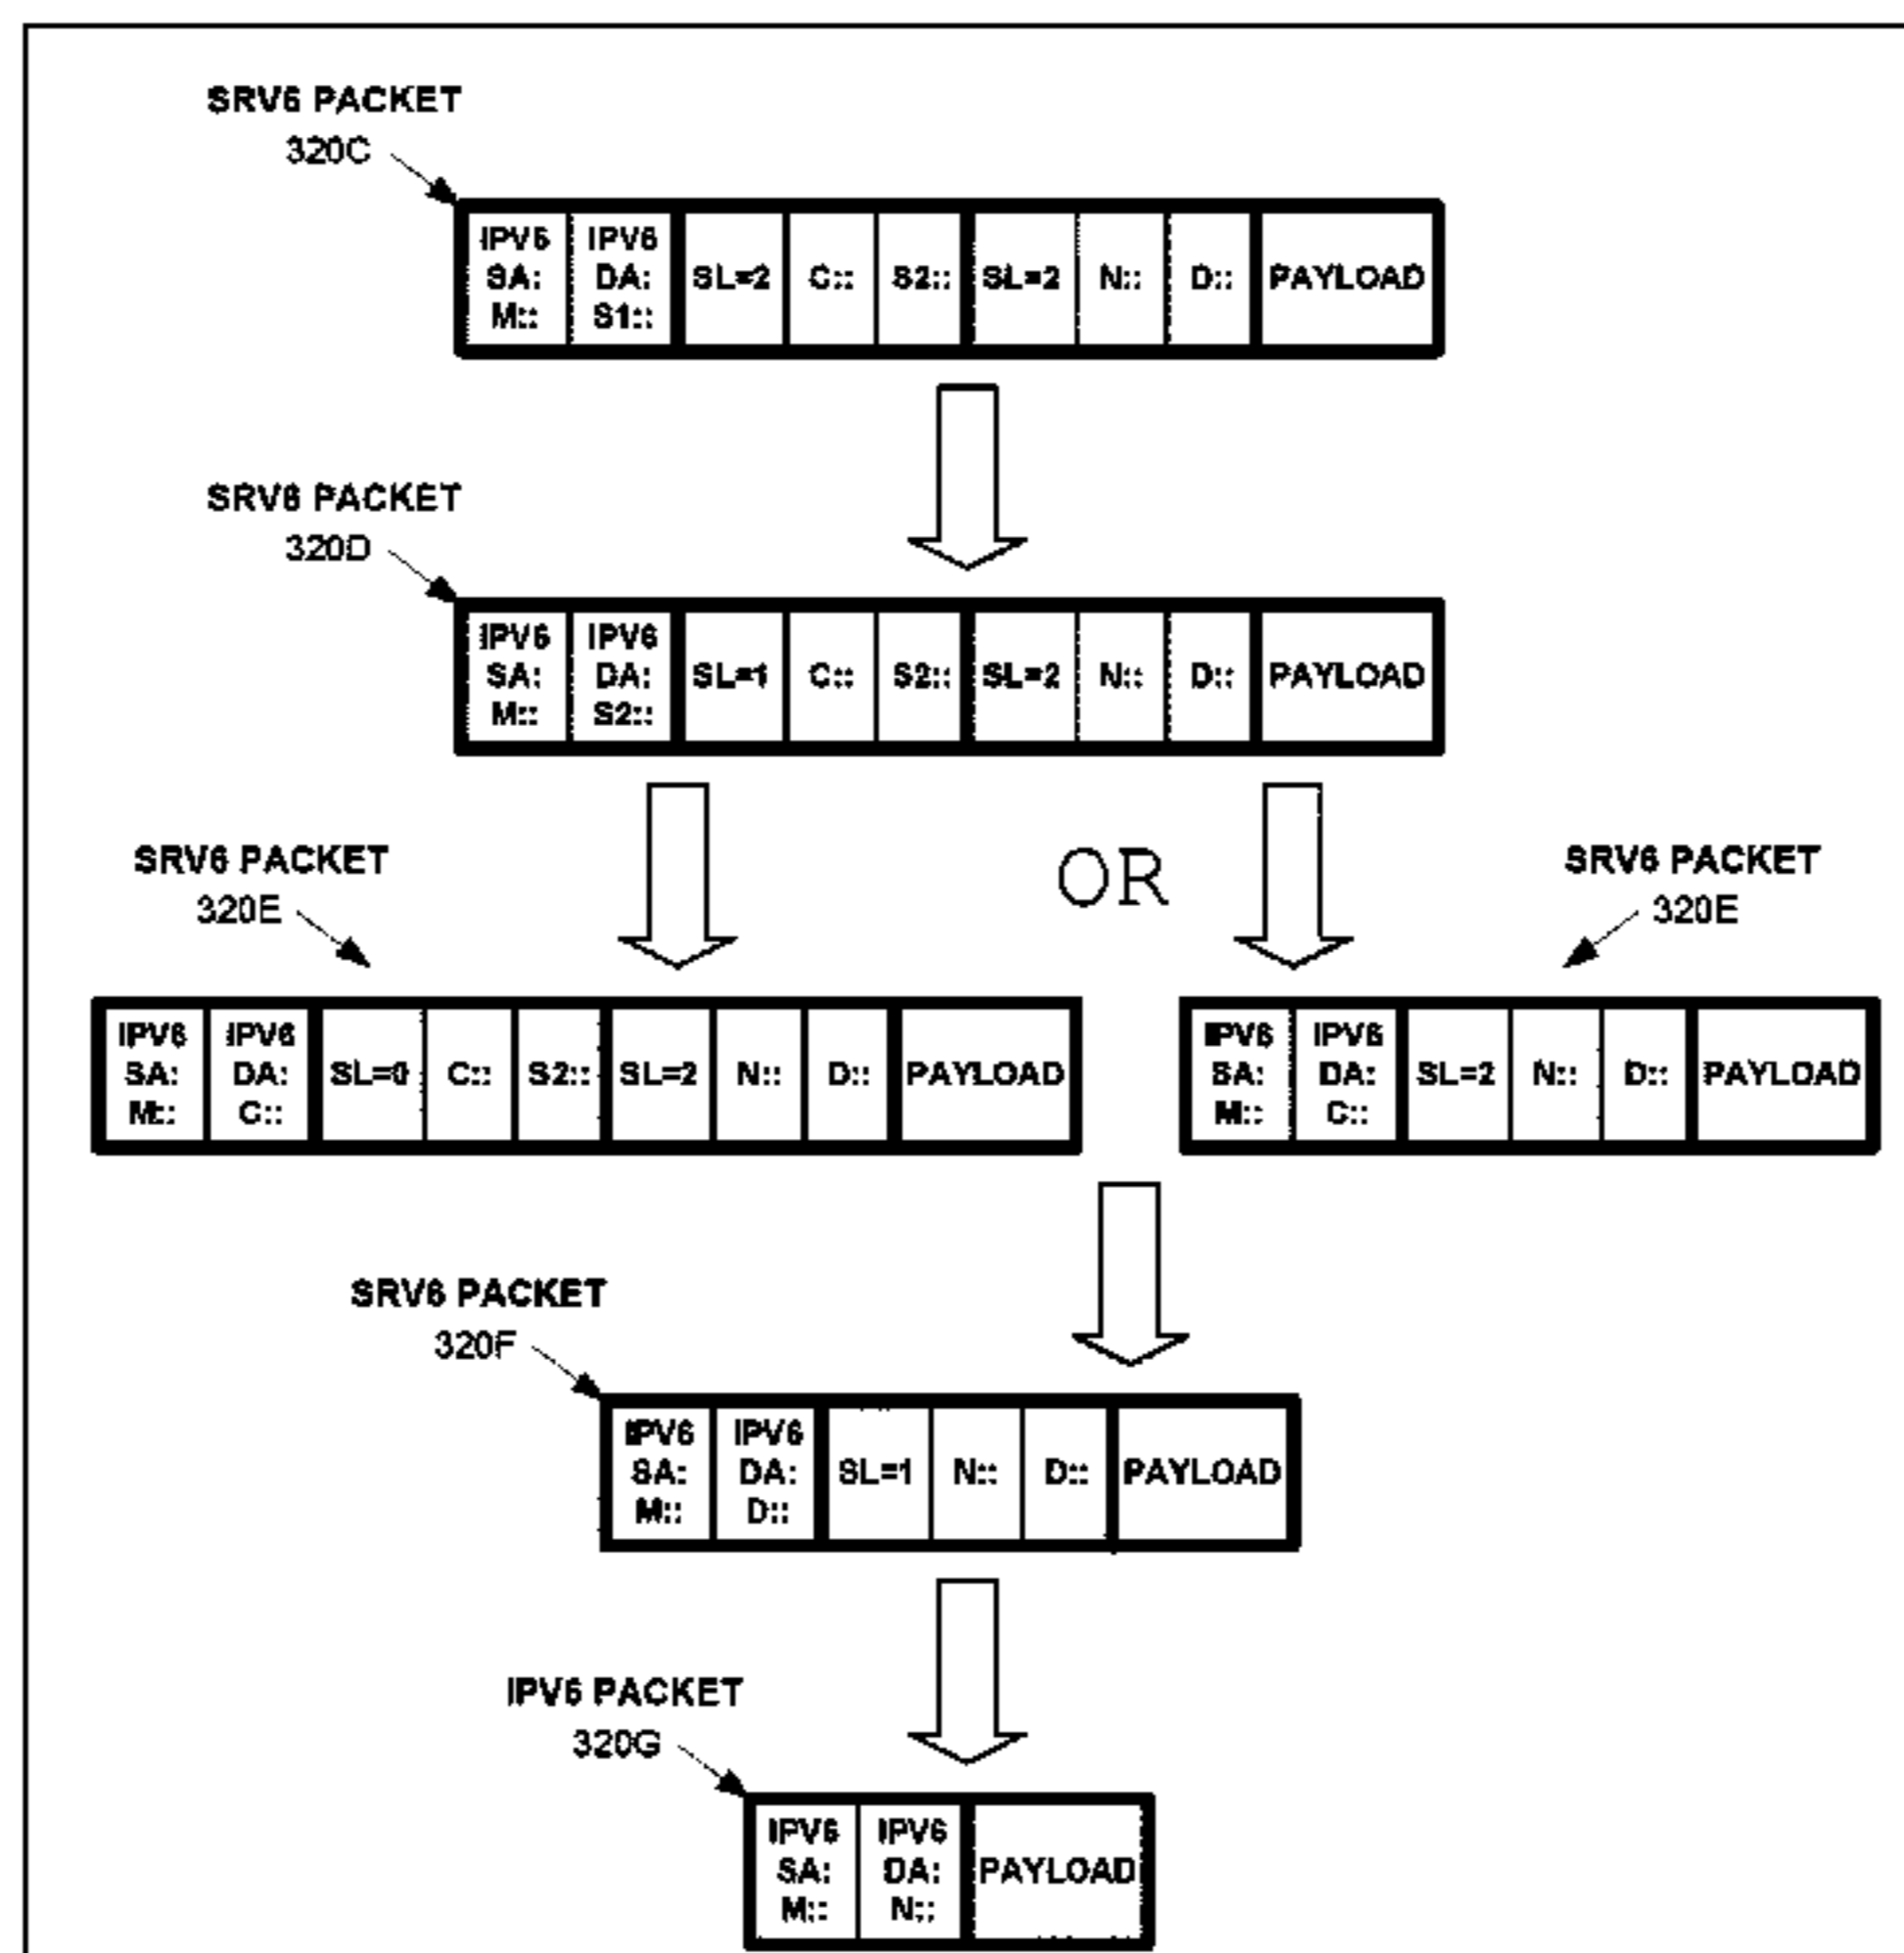 SRV6 PACKET
320C
IPV6 SA: M::
IPV6 DA: S1::
SL=2
C::
S2::
SL=2
N::
D::
PAYLOAD
SRV6 PACKET
320D
IPV6 SA: M::
IPV6 DA: S2::
SL=1
C::
S2::
SL=2
N::
D::
PAYLOAD
OR
SRV6 PACKET
320E
IPV6 SA: M::
IPV6 DA: C::
SL=0
C::
S2::
SL=2
N::
D::
PAYLOAD
SRV6 PACKET
320E
IPV6 SA: M::
IPV6 DA: C::
SL=2
N::
D::
PAYLOAD
SRV6 PACKET
320F
IPV6 SA: M::
IPV6 DA: D::
SL=1
N::
D::
PAYLOAD
IPV6 PACKET
320G
IPV6 SA: M::
IPV6 DA: N::
PAYLOAD